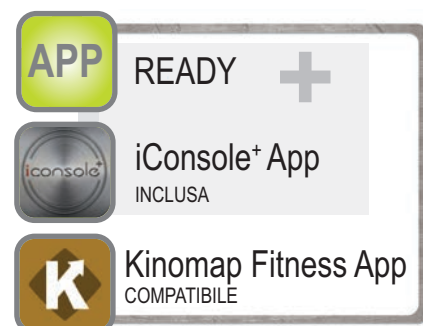 APP READY +
iconsole+
iConsole+ App
INCLUSA
K
Kinomap Fitness App
COMPATIBILE